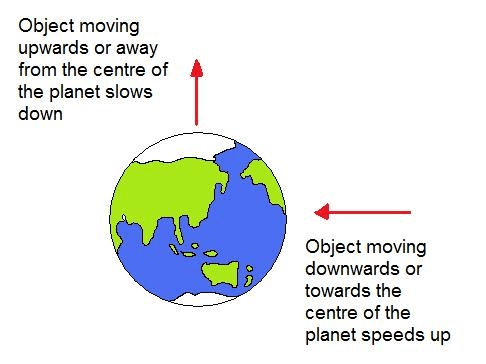 Object moving
upwards or away
from the centre of
the planet slows
down
Object moving
downwards or
towards the
centre of the
planet speeds up